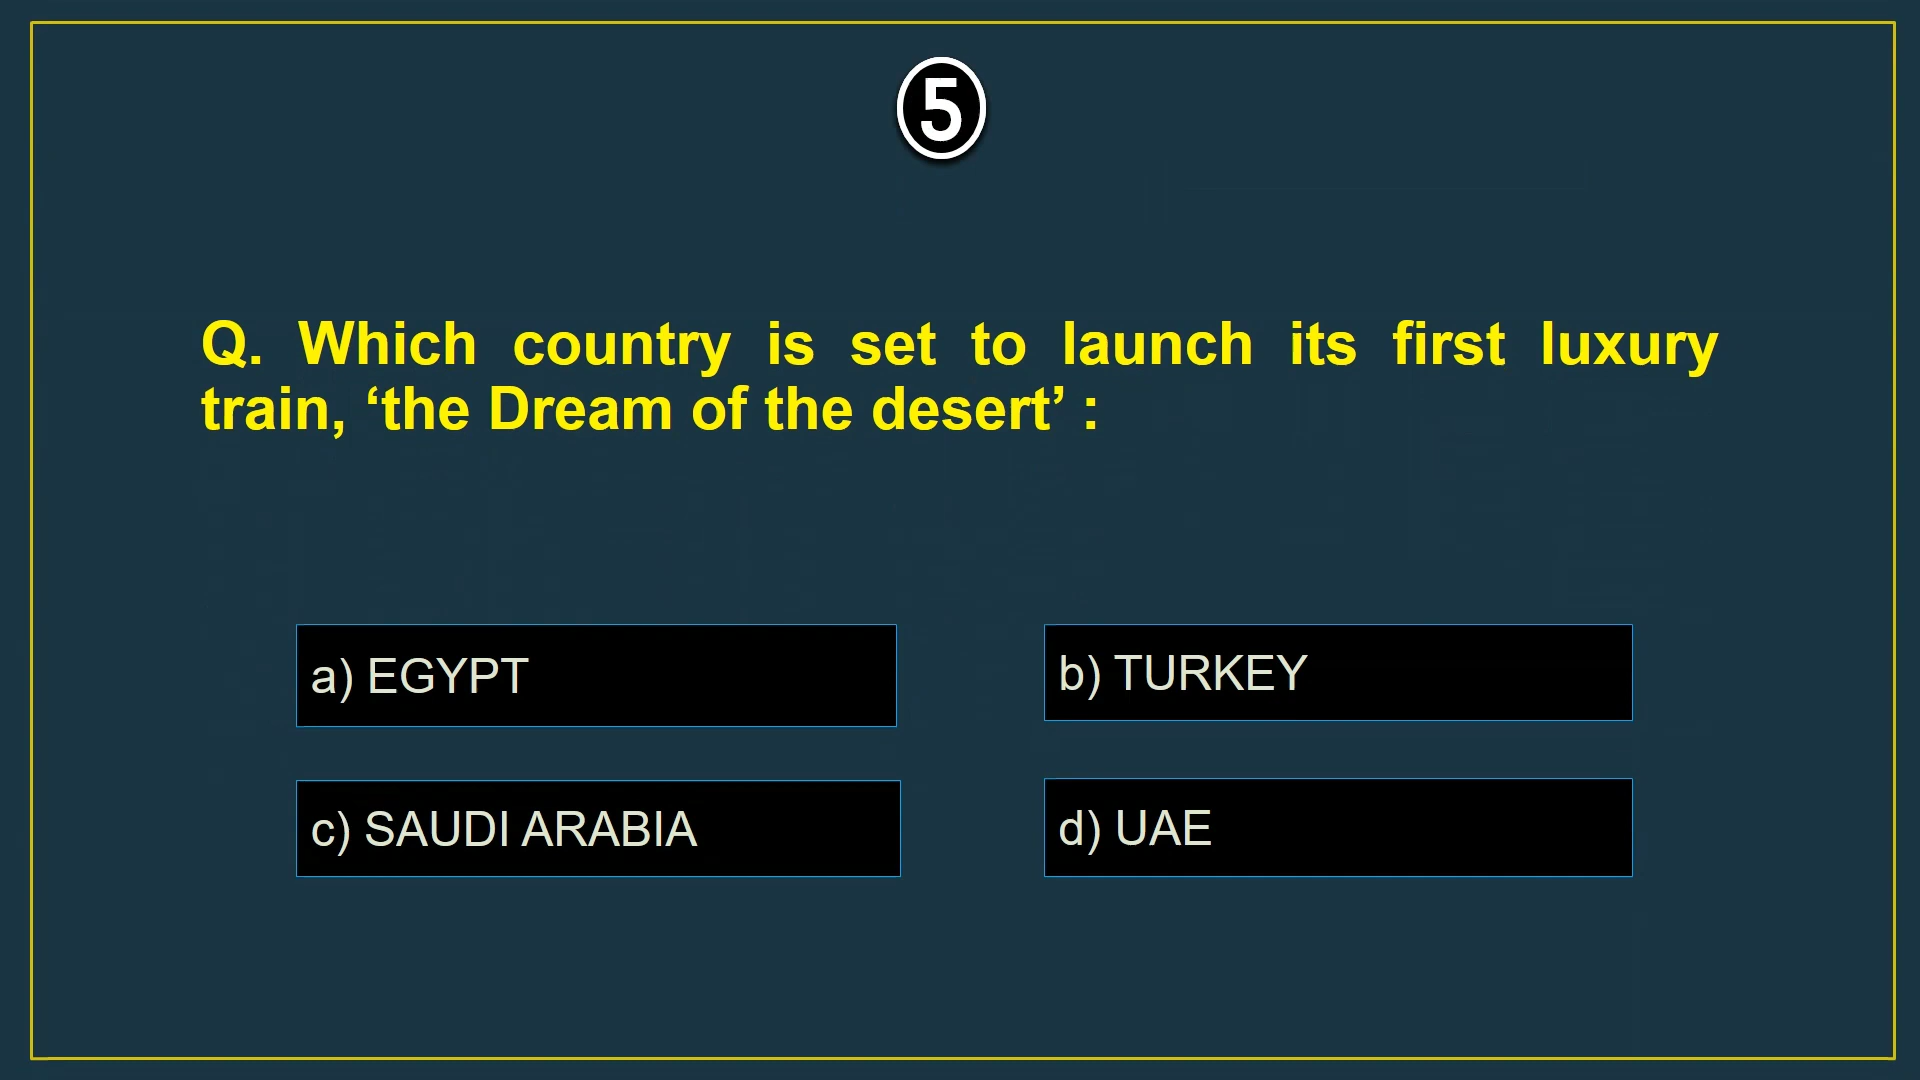 5
Q. Which country is set to launch its first luxury
train, ‘the Dream of the desert’ :
a) EGYPT
b) TURKEY
c) SAUDI ARABIA
d) UAE